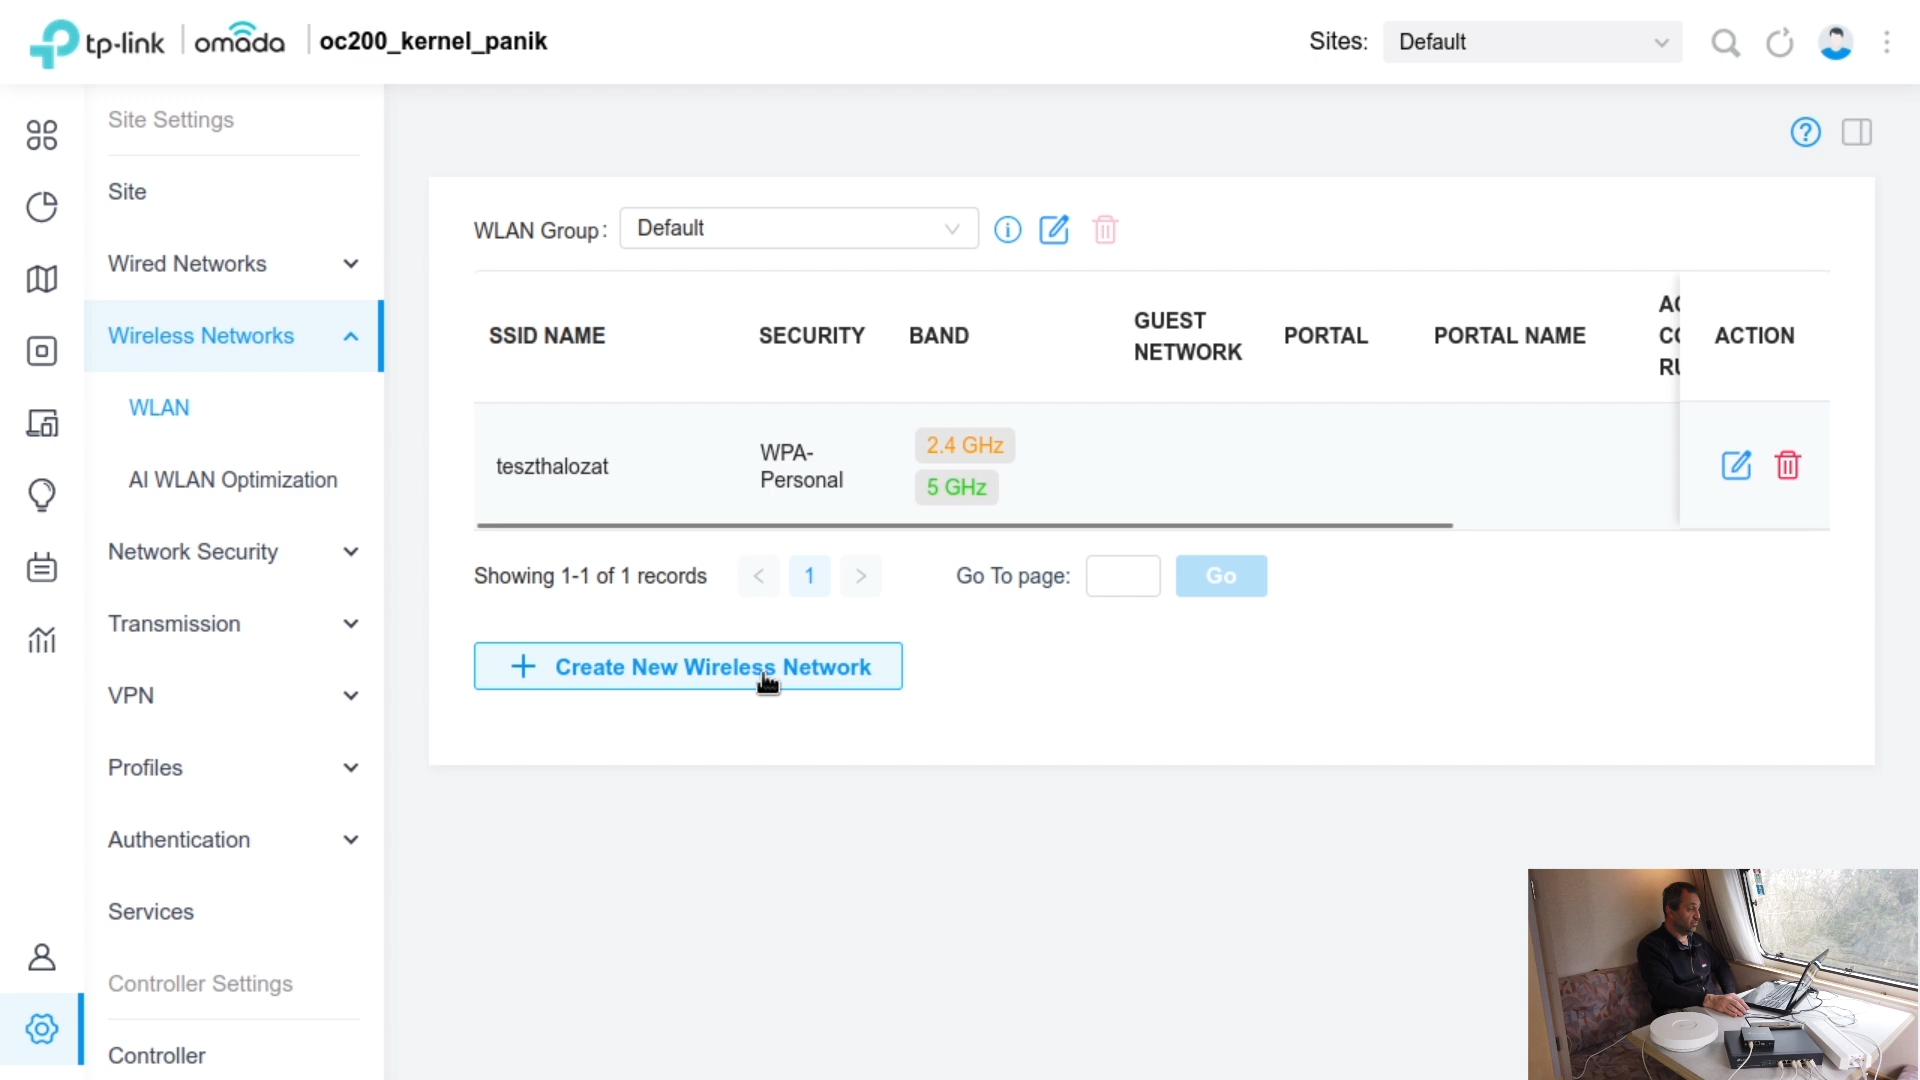 tp-link
omada
oc200_kernel_panik
Sites:
Default
Site Settings
Site
Wired Networks
Wireless Networks
WLAN
AI WLAN Optimization
Network Security
Transmission
VPN
Profiles
Authentication
Services
Controller Settings
Controller
WLAN Group:
Default
SSID NAME
SECURITY
BAND
GUEST
NETWORK
PORTAL
PORTAL NAME
ACTION
teszthalozat
WPA-
Personal
2.4 GHz
5 GHz
Showing 1-1 of 1 records
<
1
>
Go To page:
Go
+ Create New Wireless Network